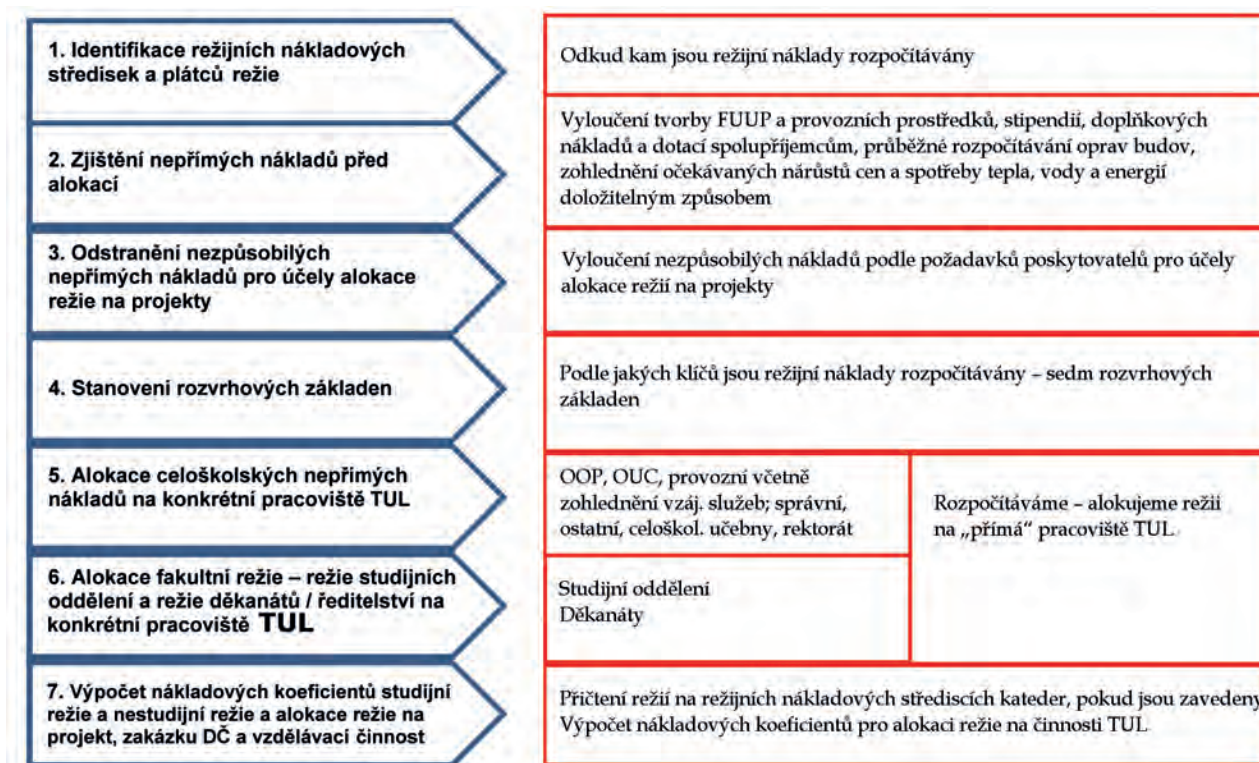 1. Identifikace režijních nákladových
středisek a plátců režie
Odkud kam jsou režijní náklady rozpočítávány
2. Zjištění nepřímých nákladů před
alokací
Vyloučení tvorby FUUP a provozních prostředků, stipendií, doplňkových
nákladů a dotací spolupříjemcům, průběžné rozpočítávání oprav budov,
zohlednění očekávaných nárůstů cen a spotřeby tepla, vody a energií
doložitelným způsobem
3. Odstranění nezpůsobilých
nepřímých nákladů pro účely alokace
režie na projekty
Vyloučení nezpůsobilých nákladů podle požadavků poskytovatelů pro účely
alokace režií na projekty
4. Stanovení rozvrhových základen
Podle jakých klíčů jsou režijní náklady rozpočítávány – sedm rozvrhových
základen
5. Alokace celoškolských nepřímých
nákladů na konkrétní pracoviště TUL
OOP, OUC, provozní včetně
zohlednění vzáj. služeb; správní,
ostatní, celoškol. učebny, rektorát
Rozpočítáváme – alokujeme režii
na „přímá“ pracoviště TUL
6. Alokace fakultní režie – režie studijních
oddělení a režie děkanátů / ředitelství na
konkrétní pracoviště TUL
Studijní oddělení
Děkanáty
7. Výpočet nákladových koeficientů studijní
režie a nestudijní režie a alokace režie na
projekt, zakázku DČ a vzdělávací činnost
Přičtení režií na režijních nákladových střediscích kateder, pokud jsou zavedeny
Výpočet nákladových koeficientů pro alokaci režie na činnosti TUL